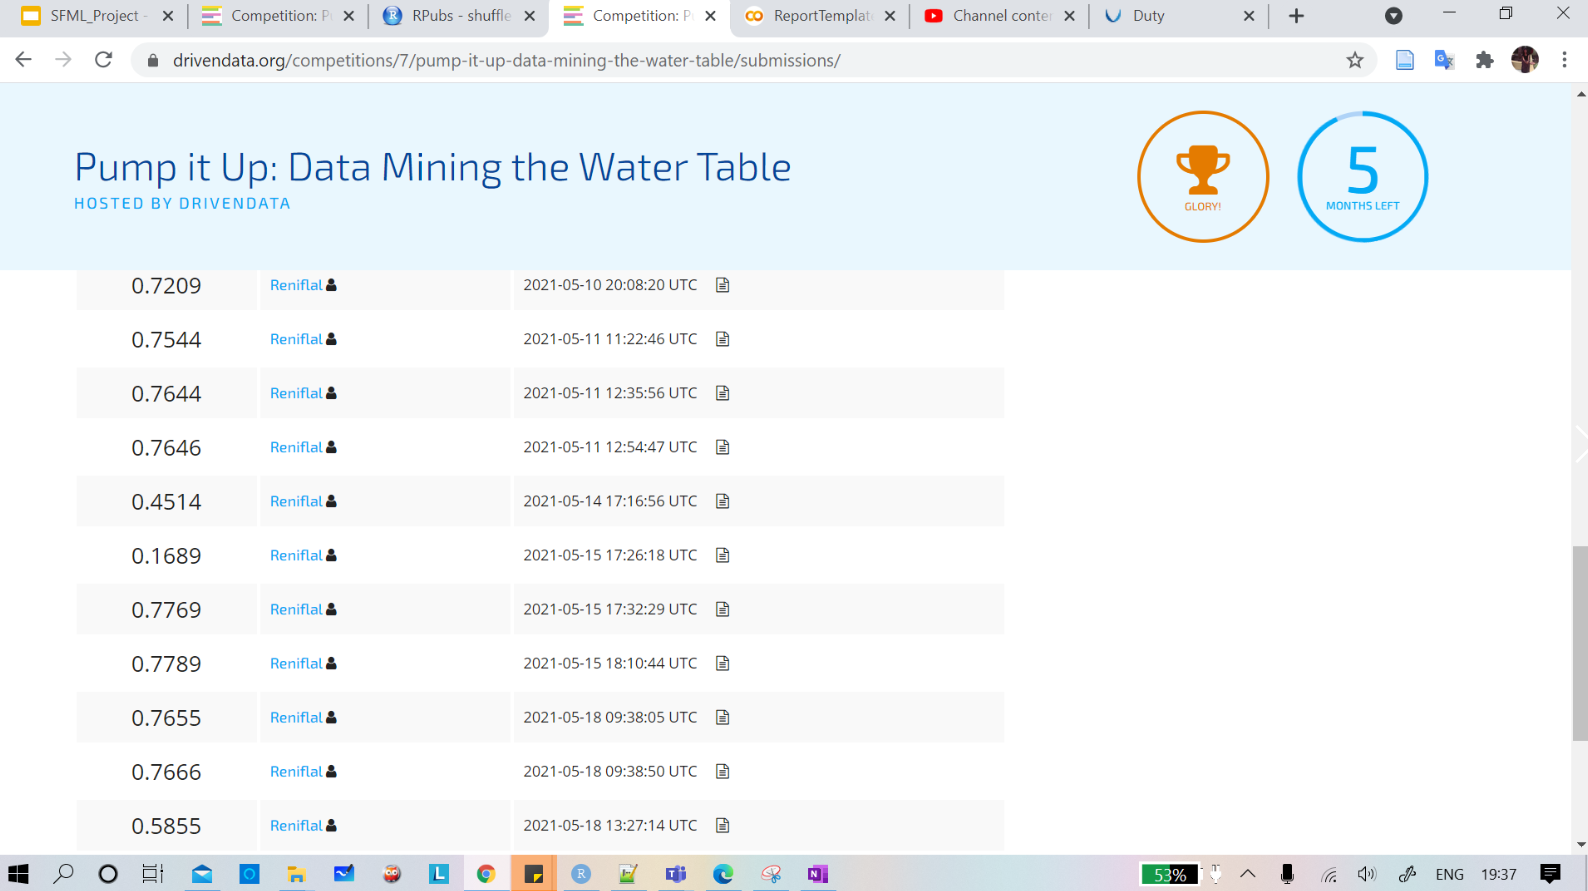 SFML_Project -
Competition: P
RPubs - shuffle
Competition: P
ReportTemplat
Channel conte
Duty
drivendata.org/competitions/7/pump-it-up-data-mining-the-water-table/submissions/
Pump it Up: Data Mining the Water Table
HOSTED BY DRIVENDATA
GLORY!
5
MONTHS LEFT
0.7209 Reniflal 2021-05-10 20:08:20 UTC
0.7544 Reniflal 2021-05-11 11:22:46 UTC
0.7644 Reniflal 2021-05-11 12:35:56 UTC
0.7646 Reniflal 2021-05-11 12:54:47 UTC
0.4514 Reniflal 2021-05-14 17:16:56 UTC
0.1689 Reniflal 2021-05-15 17:26:18 UTC
0.7769 Reniflal 2021-05-15 17:32:29 UTC
0.7789 Reniflal 2021-05-15 18:10:44 UTC
0.7655 Reniflal 2021-05-18 09:38:05 UTC
0.7666 Reniflal 2021-05-18 09:38:50 UTC
0.5855 Reniflal 2021-05-18 13:27:14 UTC
53% ENG 19:37